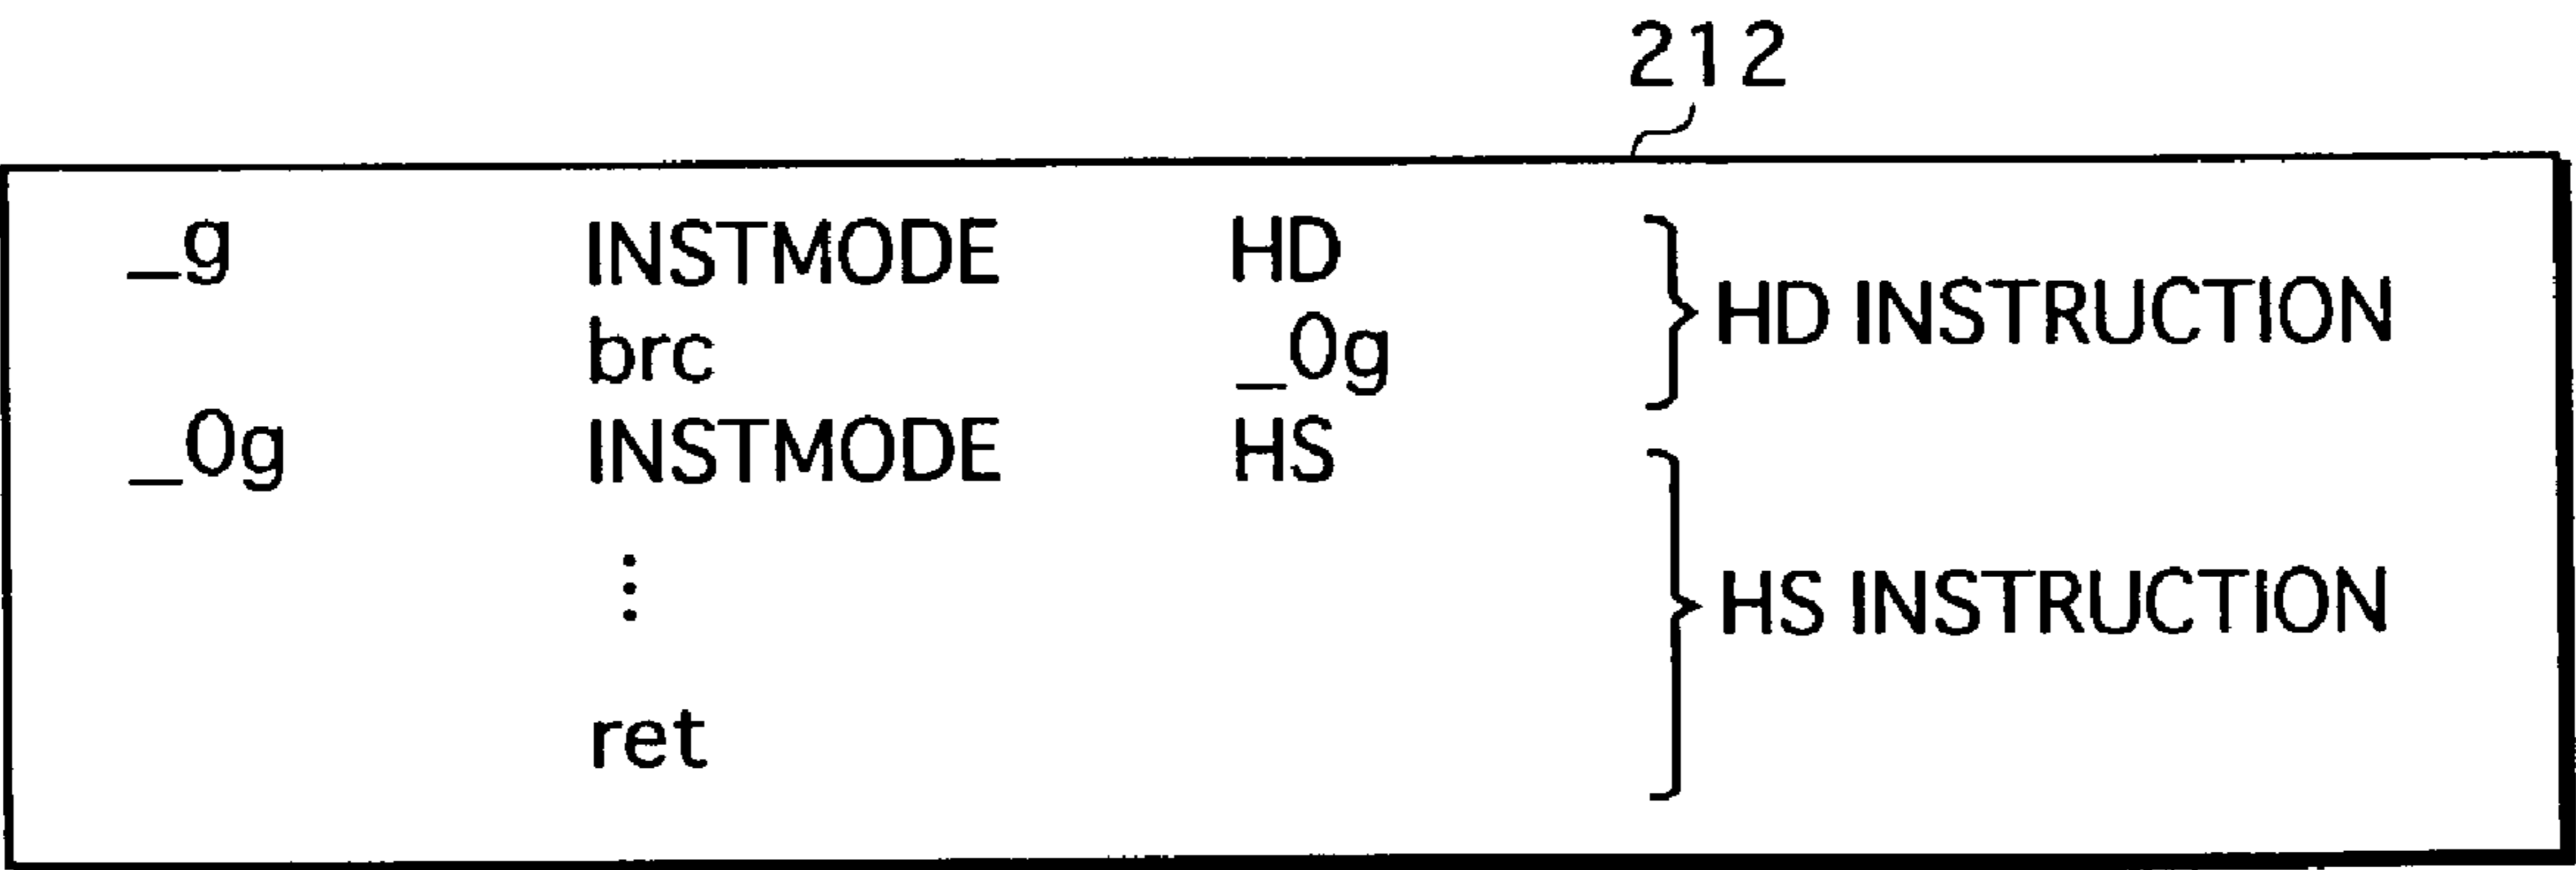 212
_g INSTMODE HD
brc _0g
HD INSTRUCTION
_0g INSTMODE HS
⋮
HS INSTRUCTION
ret